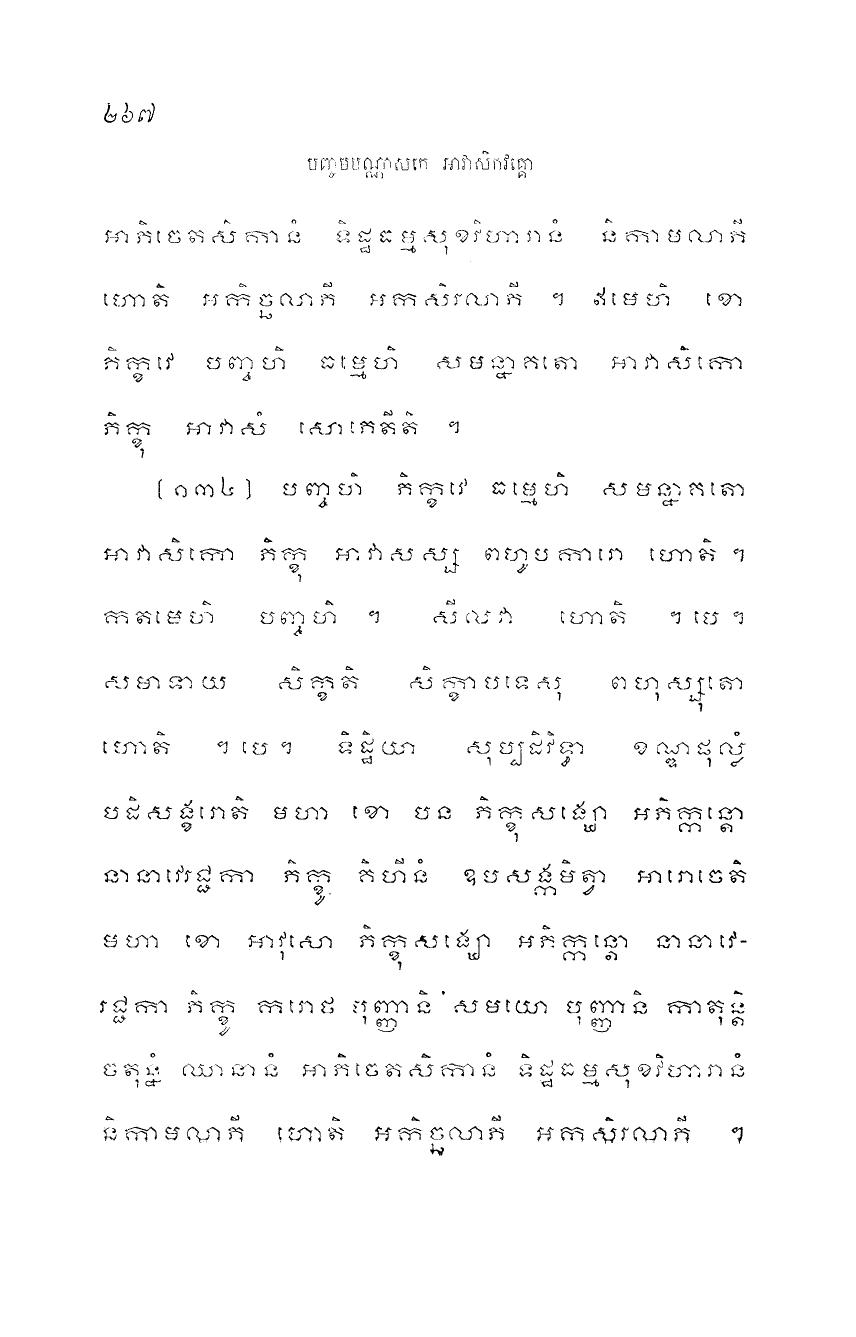 ២៦៧
បញ្ចមបណ្ណាសកេ អាវាសិកវគ្គោ
អាភិចេតសិកានំ ទិដ្ឋធម្មសុខវិហារានំ និកាមលាភី
ហោតិ អកិច្ឆលាភី អកសិរលាភី ។ ឥមេហិ ខោ
ភិក្ខវេ បញ្ចហិ ធម្មេហិ សមន្នាគតោ អាវាសិកោ
ភិក្ខុ អាវាសំ សោភេតីតិ ។
[១៣៤] បញ្ចហិ ភិក្ខវេ ធម្មេហិ សមន្នាគតោ
អាវាសិកោ ភិក្ខុ អាវាសស្ស ពហូបការោ ហោតិ ។
កតមេហិ បញ្ចហិ ។ សីលវា ហោតិ ។ បេ ។
សមាទាយ សិក្ខតិ សិក្ខាបទេសុ ពហុស្សុតោ
ហោតិ ។ បេ ។ ទិដ្ឋិយា សុប្បដិវិទ្ធា ខណ្ឌផុល្លំ
បដិសង្ខរោតិ មហា ខោ បន ភិក្ខុសង្ឃោ អភិក្កន្តោ
នានាវេរជ្ជកា ភិក្ខូ គិហីនំ ឧបសង្កមិត្វា អារោចេតិ
មហា ខោ អាវុសោ ភិក្ខុសង្ឃោ អភិក្កន្តោ នានាវេ-
រជ្ជកា ភិក្ខូ ករោថ បុញ្ញានិ សមយោ បុញ្ញានិ កាតុន្តិ
ចតុន្នំ ឈានានំ អាភិចេតសិកានំ ទិដ្ឋធម្មសុខវិហារានំ
និកាមលាភី ហោតិ អកិច្ឆលាភី អកសិរលាភី ។